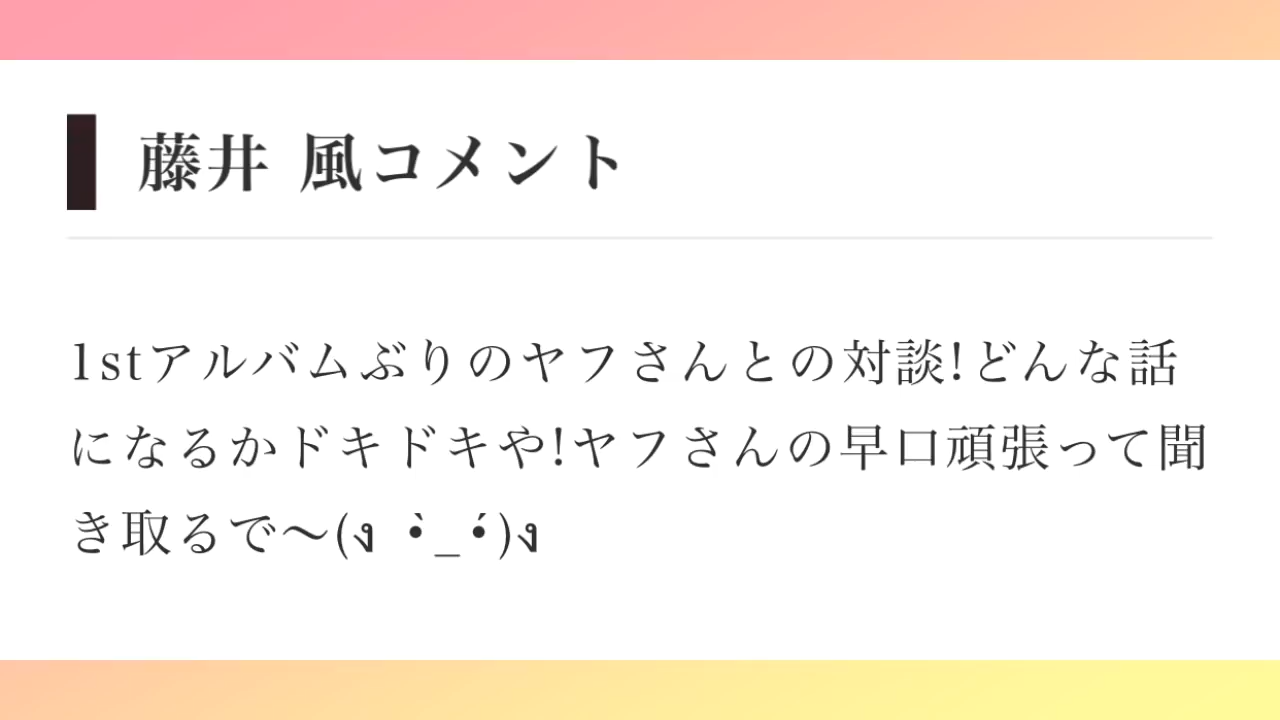 藤井 風コメント
1stアルバムぶりのヤフさんとの対談!どんな話
になるかドキドキや!ヤフさんの早口頑張って聞
き取るで〜(ง •̀_•́)ง